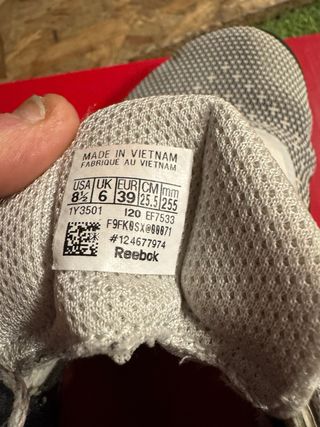 MADE IN VIETNAM
FABRIQUÉ AU VIETNAM
USA UK EUR CM mm
8½ 6 39 25.5 255
1Y3501 120 EF7533
F9FK0SX@00071
#124677974
Reebok